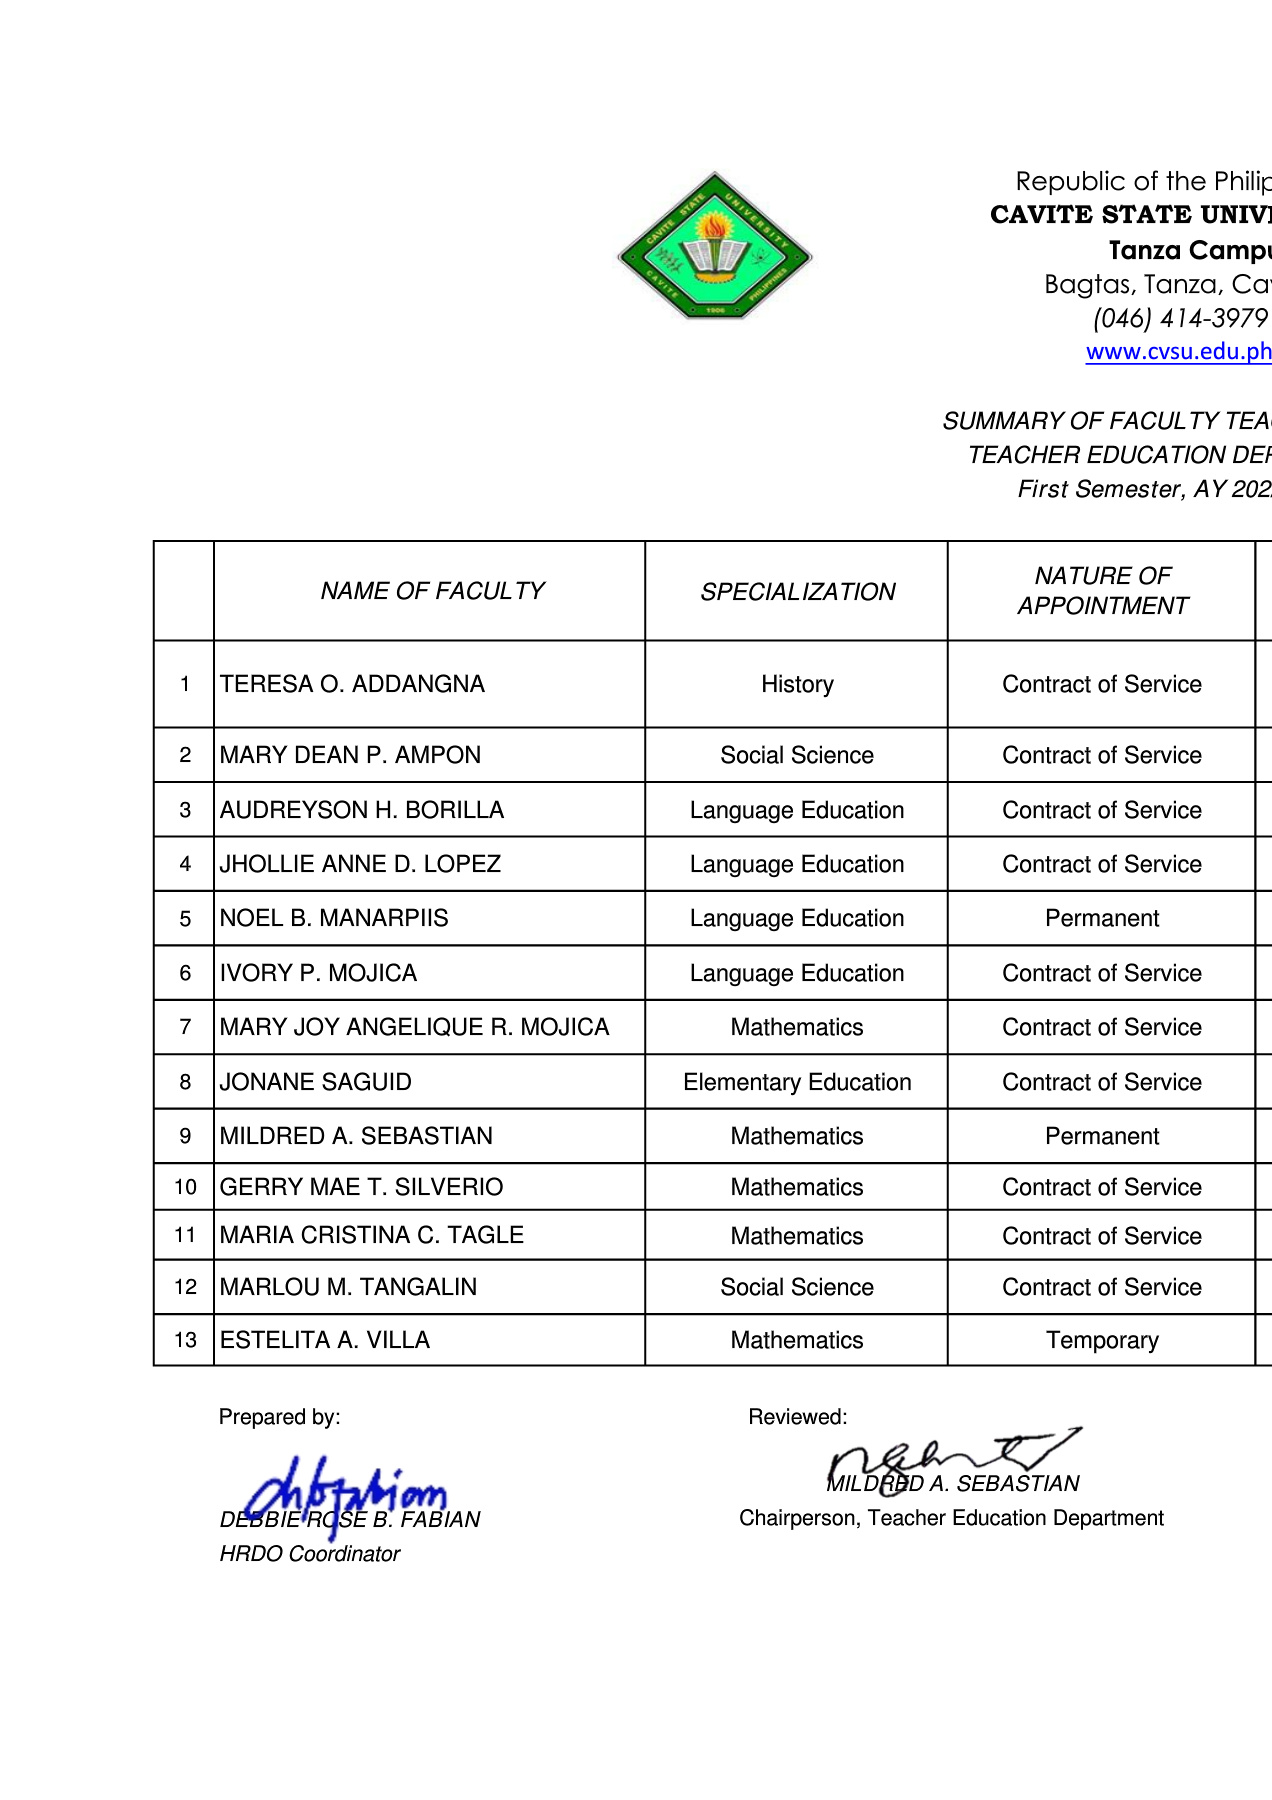 CAVITE STATE UNIVERSITY
CAVITE PHILIPPINES
1906
Republic of the Philip
CAVITE STATE UNIVE
Tanza Campu
Bagtas, Tanza, Cav
(046) 414-3979
www.cvsu.edu.ph
SUMMARY OF FACULTY TEAC
TEACHER EDUCATION DEP
First Semester, AY 202
NAME OF FACULTY SPECIALIZATION NATURE OF APPOINTMENT
1 TERESA O. ADDANGNA History Contract of Service
2 MARY DEAN P. AMPON Social Science Contract of Service
3 AUDREYSON H. BORILLA Language Education Contract of Service
4 JHOLLIE ANNE D. LOPEZ Language Education Contract of Service
5 NOEL B. MANARPIIS Language Education Permanent
6 IVORY P. MOJICA Language Education Contract of Service
7 MARY JOY ANGELIQUE R. MOJICA Mathematics Contract of Service
8 JONANE SAGUID Elementary Education Contract of Service
9 MILDRED A. SEBASTIAN Mathematics Permanent
10 GERRY MAE T. SILVERIO Mathematics Contract of Service
11 MARIA CRISTINA C. TAGLE Mathematics Contract of Service
12 MARLOU M. TANGALIN Social Science Contract of Service
13 ESTELITA A. VILLA Mathematics Temporary
Prepared by: Reviewed:
DEBBIE ROSE B. FABIAN MILDRED A. SEBASTIAN
HRDO Coordinator Chairperson, Teacher Education Department